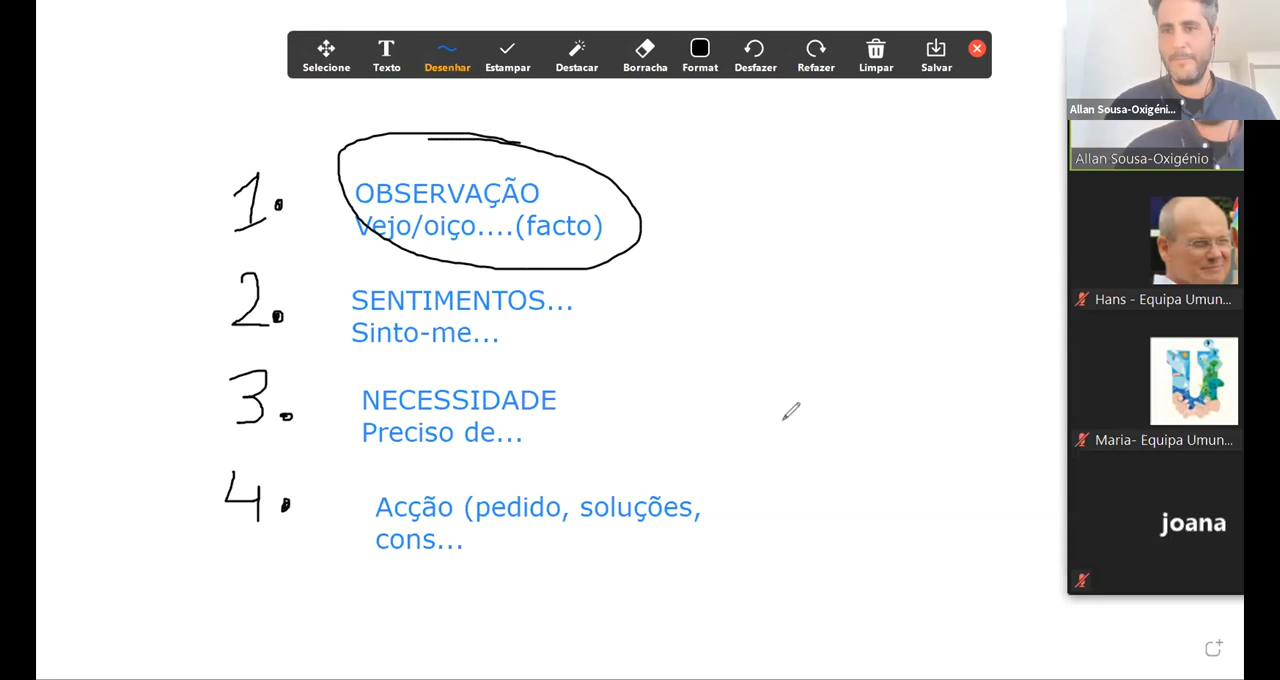 Selecione Texto Desenhar Estampar Destacar Borracha Format Desfazer Refazer Limpar Salvar
Allan Sousa-Oxigéni...
Allan Sousa-Oxigénio
1. OBSERVAÇÃO
Vejo/oiço....(facto)
2. SENTIMENTOS...
Sinto-me...
3. NECESSIDADE
Preciso de...
4. Acção (pedido, soluções,
cons...
Hans - Equipa Umun...
U
Maria- Equipa Umun...
joana